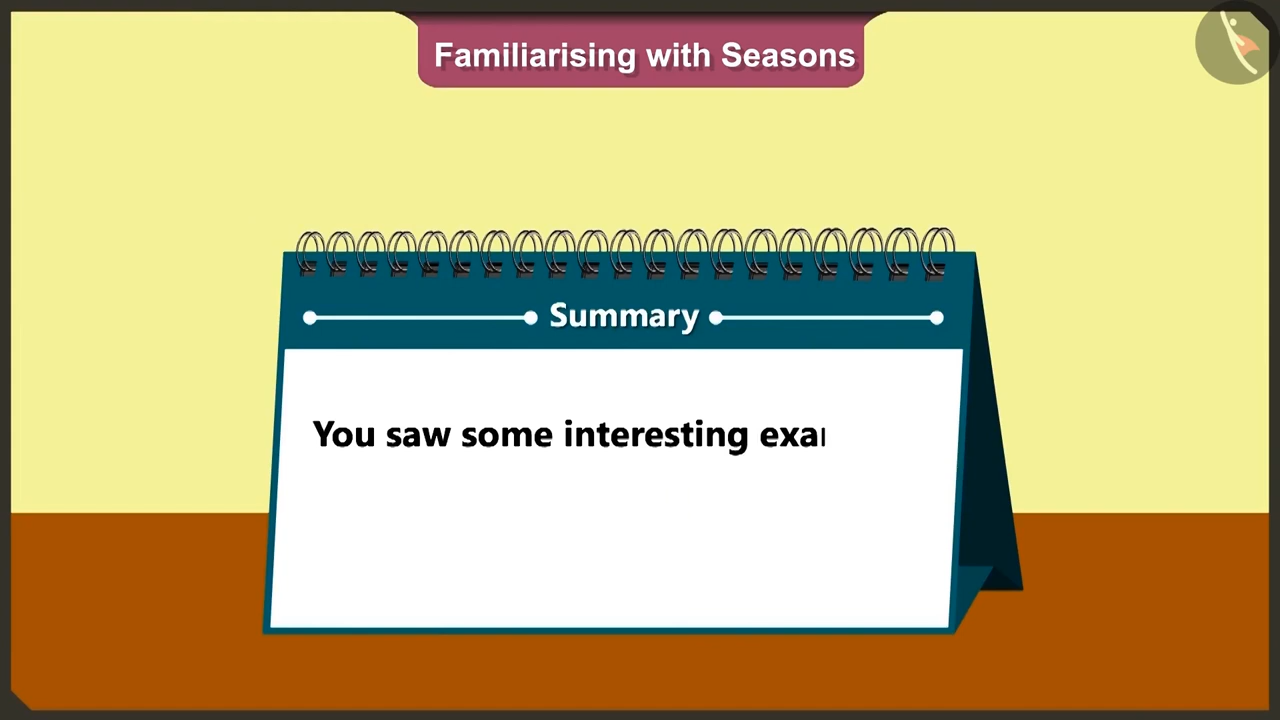 Familiarising with Seasons
Summary
You saw some interesting